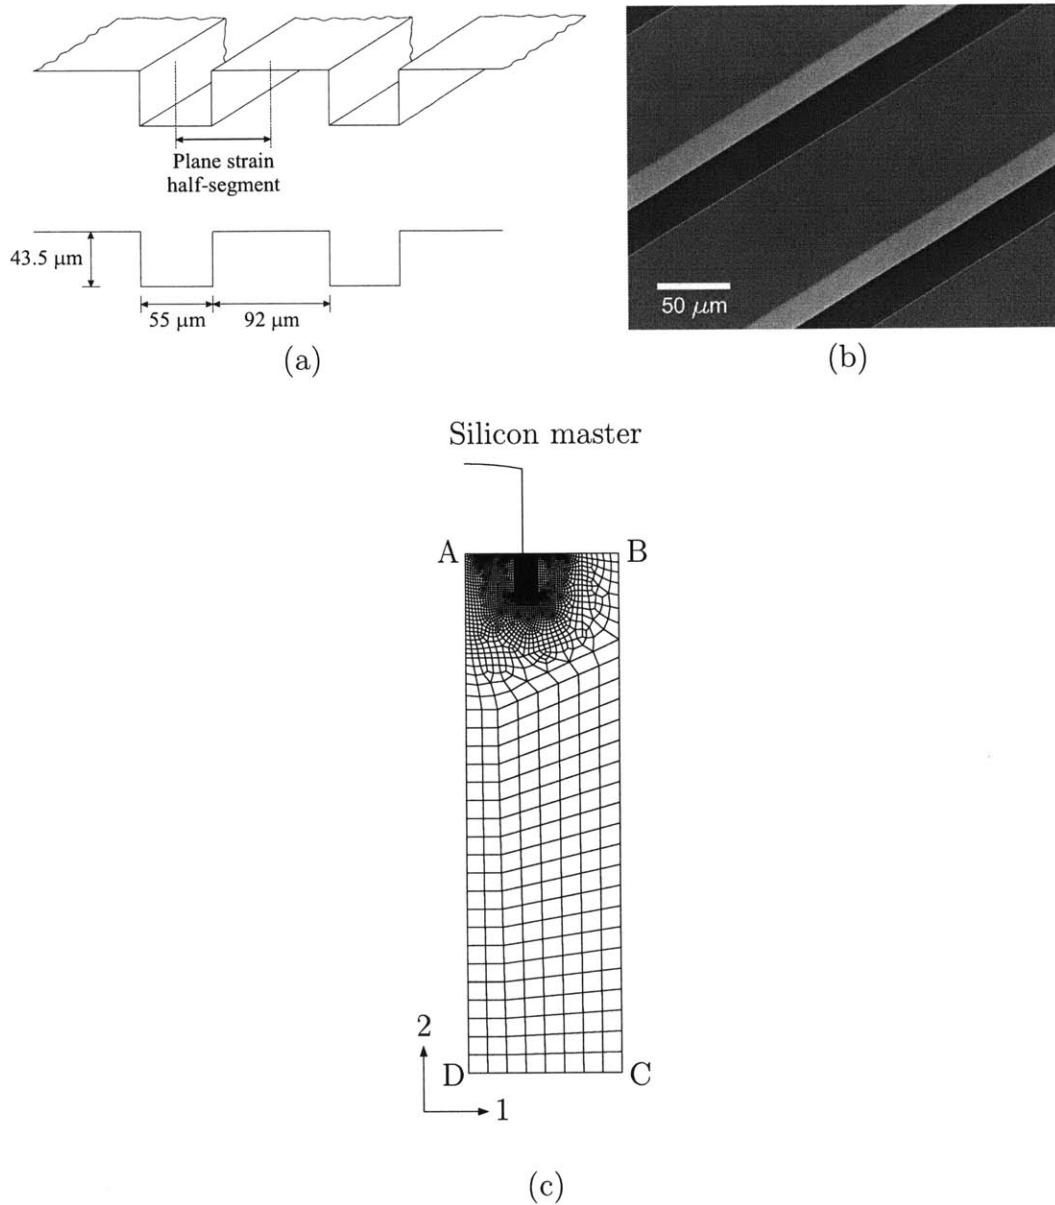 Plane strain
half-segment
43.5 μm
55 μm
92 μm
(a)
50 μm
(b)
Silicon master
A
B
2
D
C
1
(c)